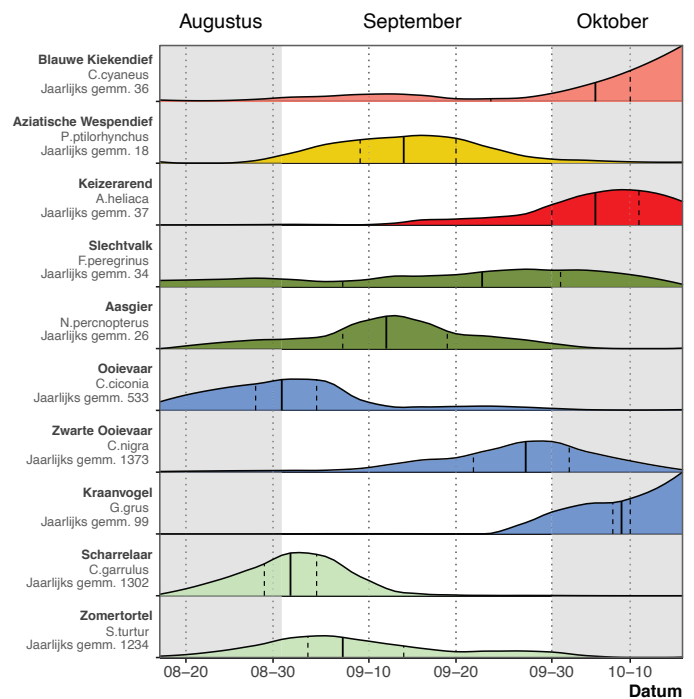 Augustus September Oktober
Blauwe Kiekendief
C.cyaneus
Jaarlijks gemm. 36
Aziatische Wespendief
P.ptilorhynchus
Jaarlijks gemm. 18
Keizerarend
A.heliaca
Jaarlijks gemm. 37
Slechtvalk
F.peregrinus
Jaarlijks gemm. 34
Aasgier
N.percnopterus
Jaarlijks gemm. 26
Ooievaar
C.ciconia
Jaarlijks gemm. 533
Zwarte Ooievaar
C.nigra
Jaarlijks gemm. 1373
Kraanvogel
G.grus
Jaarlijks gemm. 99
Scharrelaar
C.garrulus
Jaarlijks gemm. 1302
Zomertortel
S.turtur
Jaarlijks gemm. 1234
08–20 08–30 09–10 09–20 09–30 10–10
Datum